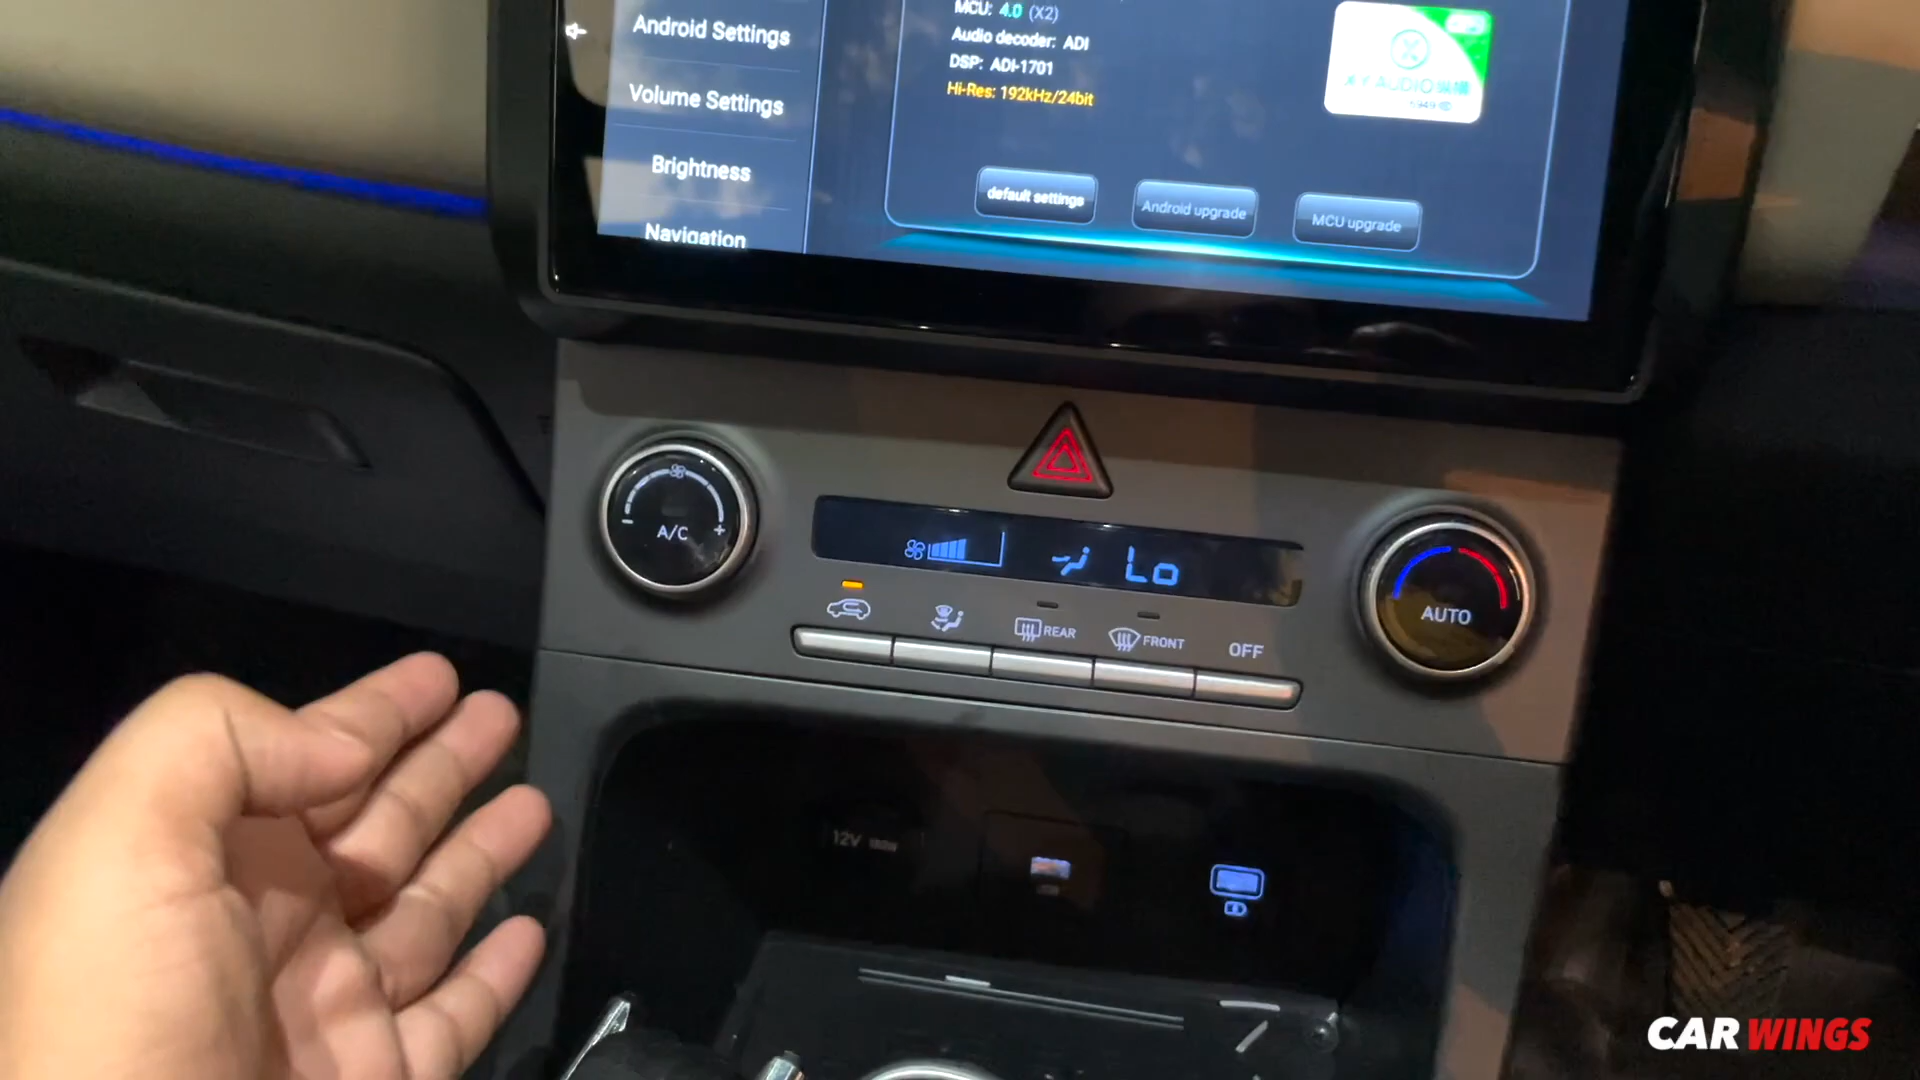 Android Settings
Volume Settings
Brightness
Navigation
MCU: 4.0 (X2)
Audio decoder: ADI
DSP: ADI-1701
Hi-Res: 192kHz/24bit
default settings
Android upgrade
MCU upgrade
A/C
- +
Lo
REAR
FRONT
OFF
AUTO
12V 180W
CAR WINGS